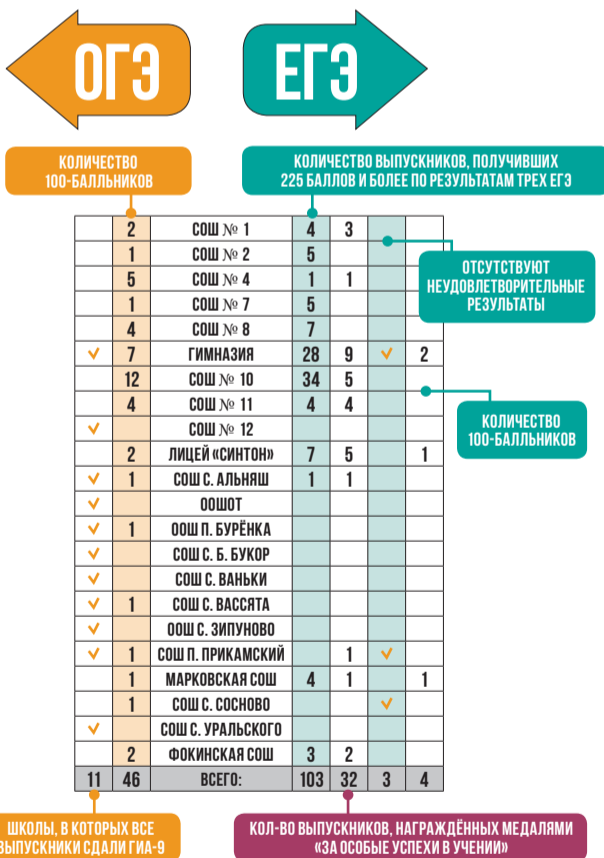 ОГЭ
ЕГЭ
КОЛИЧЕСТВО
100-БАЛЛЬНИКОВ
КОЛИЧЕСТВО ВЫПУСКНИКОВ, ПОЛУЧИВШИХ
225 БАЛЛОВ И БОЛЕЕ ПО РЕЗУЛЬТАТАМ ТРЕХ ЕГЭ
2 СОШ № 1 4 3
1 СОШ № 2 5
5 СОШ № 4 1 1
1 СОШ № 7 5
4 СОШ № 8 7
✓ 7 ГИМНАЗИЯ 28 9 ✓ 2
12 СОШ № 10 34 5
4 СОШ № 11 4 4
✓ СОШ № 12
2 ЛИЦЕЙ «СИНТОН» 7 5 1
✓ 1 СОШ С. АЛЬНЯШ 1 1
✓ ООШОТ
✓ 1 ООШ П. БУРЁНКА
✓ СОШ С. Б. БУКОР
✓ СОШ С. ВАНЬКИ
✓ 1 СОШ С. ВАССЯТА
✓ ООШ С. ЗИПУНОВО
✓ 1 СОШ П. ПРИКАМСКИЙ 1 ✓
1 МАРКОВСКАЯ СОШ 4 1 1
1 СОШ С. СОСНОВО ✓
✓ СОШ С. УРАЛЬСКОГО
2 ФОКИНСКАЯ СОШ 3 2
11 46 ВСЕГО: 103 32 3 4
ОТСУТСТВУЮТ
НЕУДОВЛЕТВОРИТЕЛЬНЫЕ
РЕЗУЛЬТАТЫ
КОЛИЧЕСТВО
100-БАЛЛЬНИКОВ
ШКОЛЫ, В КОТОРЫХ ВСЕ
ВЫПУСКНИКИ СДАЛИ ГИА-9
КОЛ-ВО ВЫПУСКНИКОВ, НАГРАЖДЁННЫХ МЕДАЛЯМИ
«ЗА ОСОБЫЕ УСПЕХИ В УЧЕНИИ»